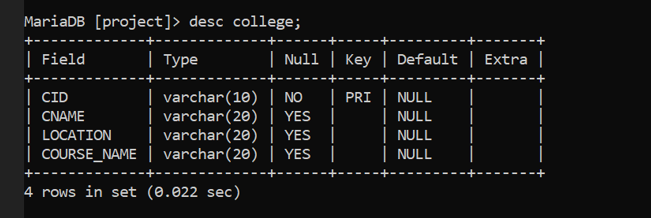 MariaDB [project]> desc college;
+-------------+-------------+------+-----+---------+-------+
| Field       | Type        | Null | Key | Default | Extra |
+-------------+-------------+------+-----+---------+-------+
| CID         | varchar(10) | NO   | PRI | NULL    |       |
| CNAME       | varchar(20) | YES  |     | NULL    |       |
| LOCATION    | varchar(20) | YES  |     | NULL    |       |
| COURSE_NAME | varchar(20) | YES  |     | NULL    |       |
+-------------+-------------+------+-----+---------+-------+
4 rows in set (0.022 sec)